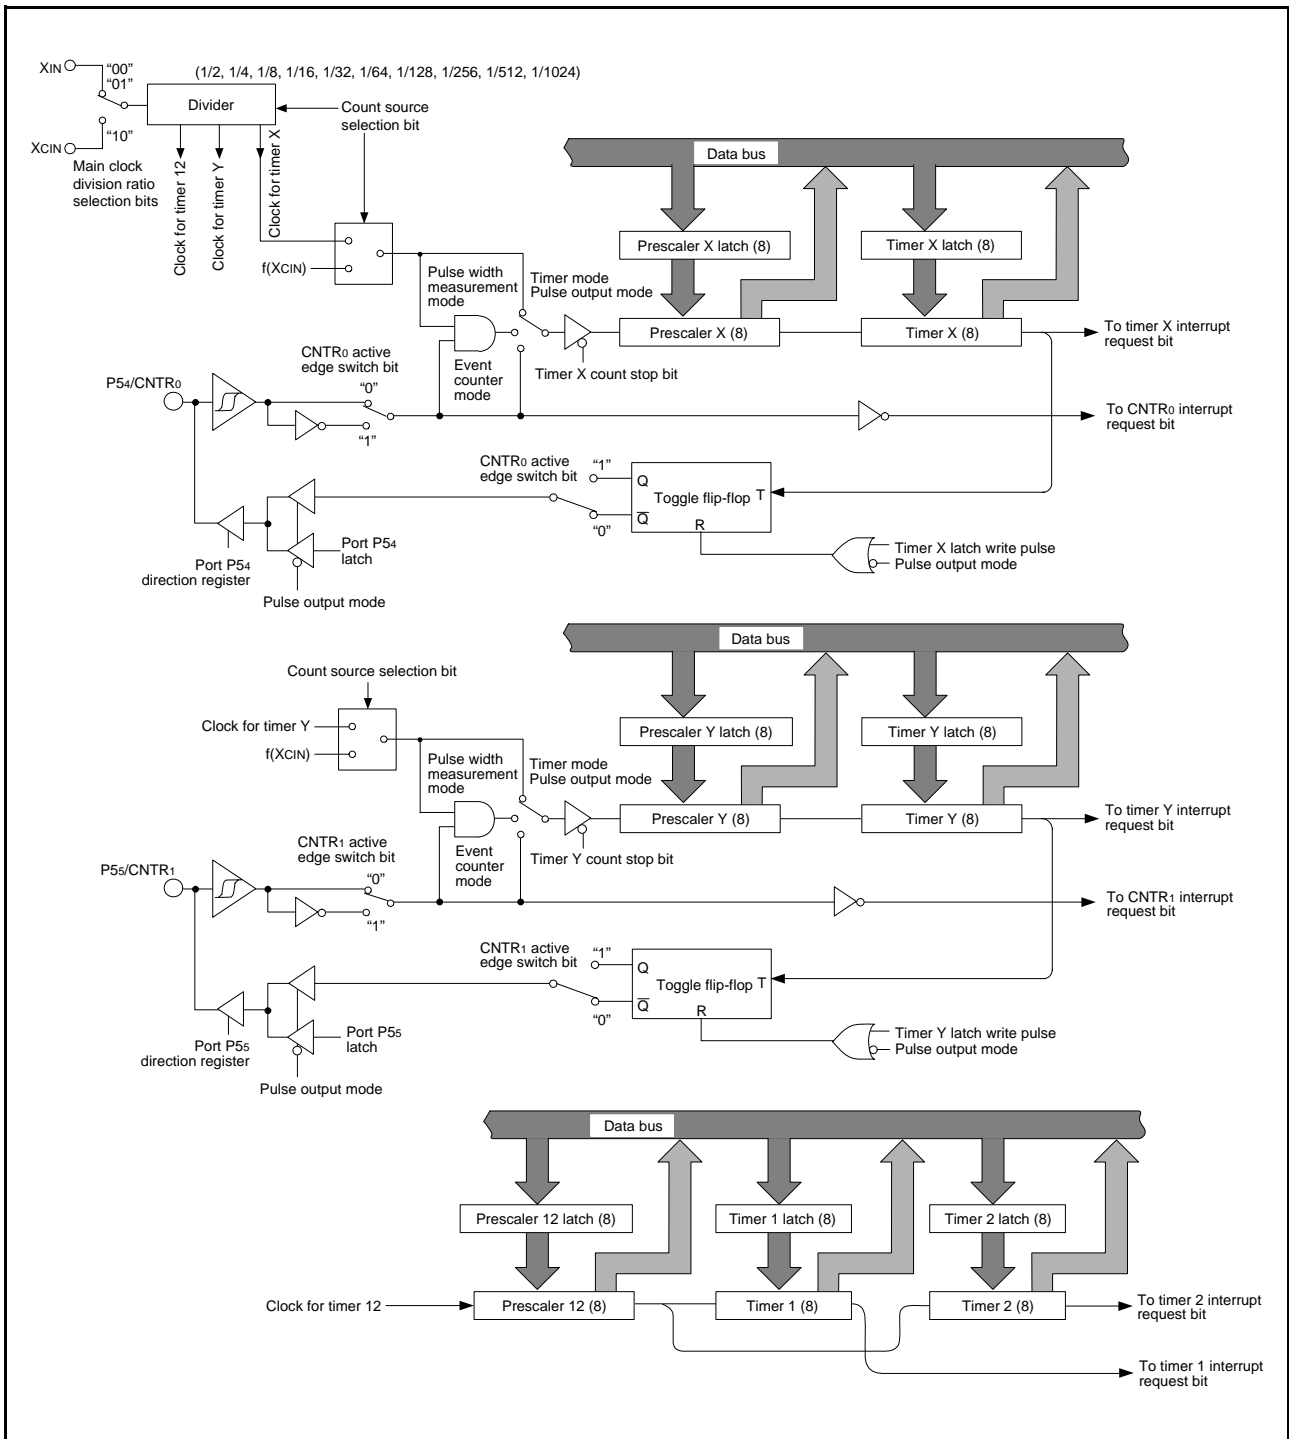 XIN
“00”
“01”
(1/2, 1/4, 1/8, 1/16, 1/32, 1/64, 1/128, 1/256, 1/512, 1/1024)
Divider
Count source
selection bit
XCIN
“10”
Main clock
division ratio
selection bits
Clock for timer 12
Clock for timer Y
Clock for timer X
f(XCIN)
Data bus
Prescaler X latch (8)
Timer X latch (8)
Pulse width
measurement
mode
Timer mode
Pulse output mode
Prescaler X (8)
Timer X (8)
To timer X interrupt
request bit
Timer X count stop bit
Event
counter
mode
CNTR0 active
edge switch bit
P54/CNTR0
“0”
“1”
To CNTR0 interrupt
request bit
CNTR0 active
edge switch bit
“1”
“0”
Q
Toggle flip-flop
T
Q
R
Timer X latch write pulse
Pulse output mode
Port P54
latch
Port P54
direction register
Pulse output mode
Data bus
Count source selection bit
Clock for timer Y
f(XCIN)
Prescaler Y latch (8)
Timer Y latch (8)
Pulse width
measurement
mode
Timer mode
Pulse output mode
Prescaler Y (8)
Timer Y (8)
To timer Y interrupt
request bit
Timer Y count stop bit
Event
counter
mode
CNTR1 active
edge switch bit
P55/CNTR1
“0”
“1”
To CNTR1 interrupt
request bit
CNTR1 active
edge switch bit
“1”
“0”
Q
Toggle flip-flop
T
Q
R
Timer Y latch write pulse
Pulse output mode
Port P55
latch
Port P55
direction register
Pulse output mode
Data bus
Prescaler 12 latch (8)
Timer 1 latch (8)
Timer 2 latch (8)
Clock for timer 12
Prescaler 12 (8)
Timer 1 (8)
Timer 2 (8)
To timer 2 interrupt
request bit
To timer 1 interrupt
request bit